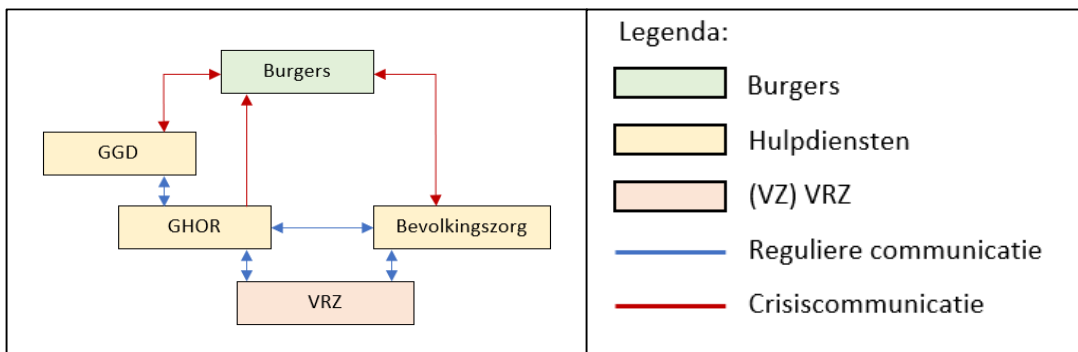 Burgers
GGD
GHOR
Bevolkingszorg
VRZ
Legenda:
Burgers
Hulpdiensten
(VZ) VRZ
Reguliere communicatie
Crisiscommunicatie